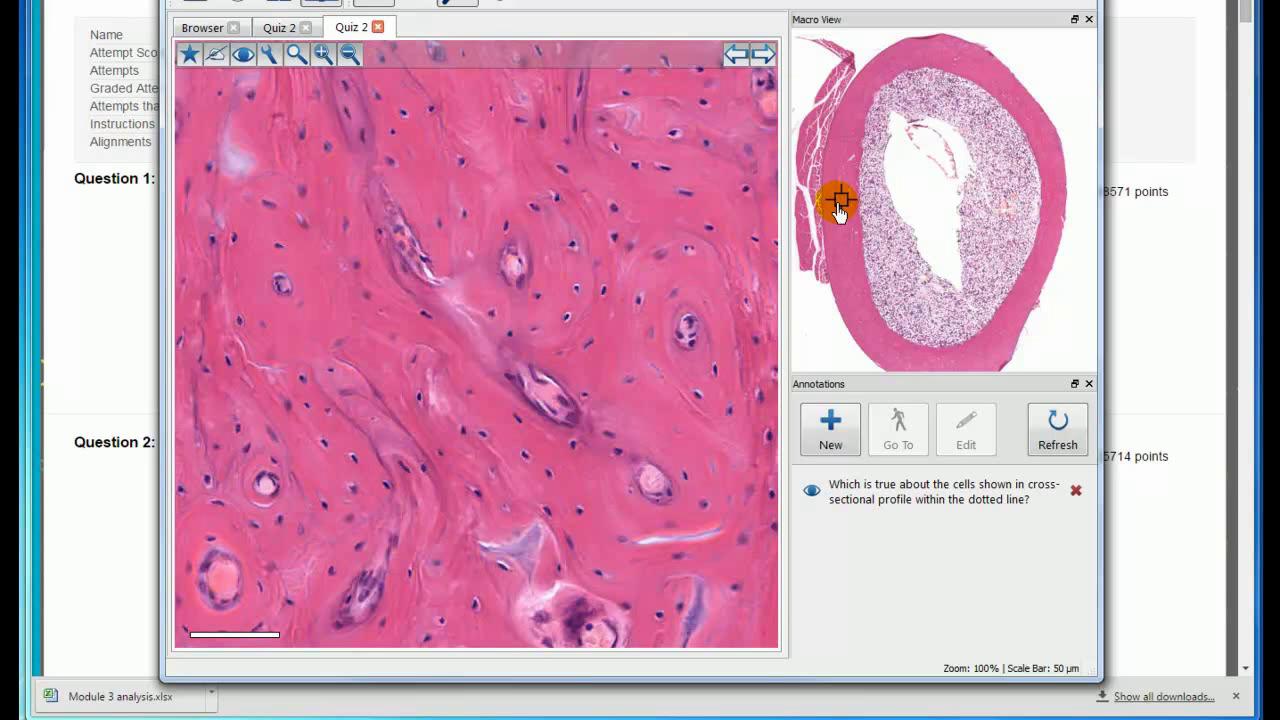 Browser
Quiz 2
Quiz 2
Macro View
Name
Attempt Sco
Attempts
Graded Atte
Attempts tha
Instructions
Alignments
Question 1:
8571 points
Annotations
New
Go To
Edit
Refresh
Question 2:
5714 points
Which is true about the cells shown in cross-
sectional profile within the dotted line?
Zoom: 100% | Scale Bar: 50 µm
Module 3 analysis.xlsx
Show all downloads...